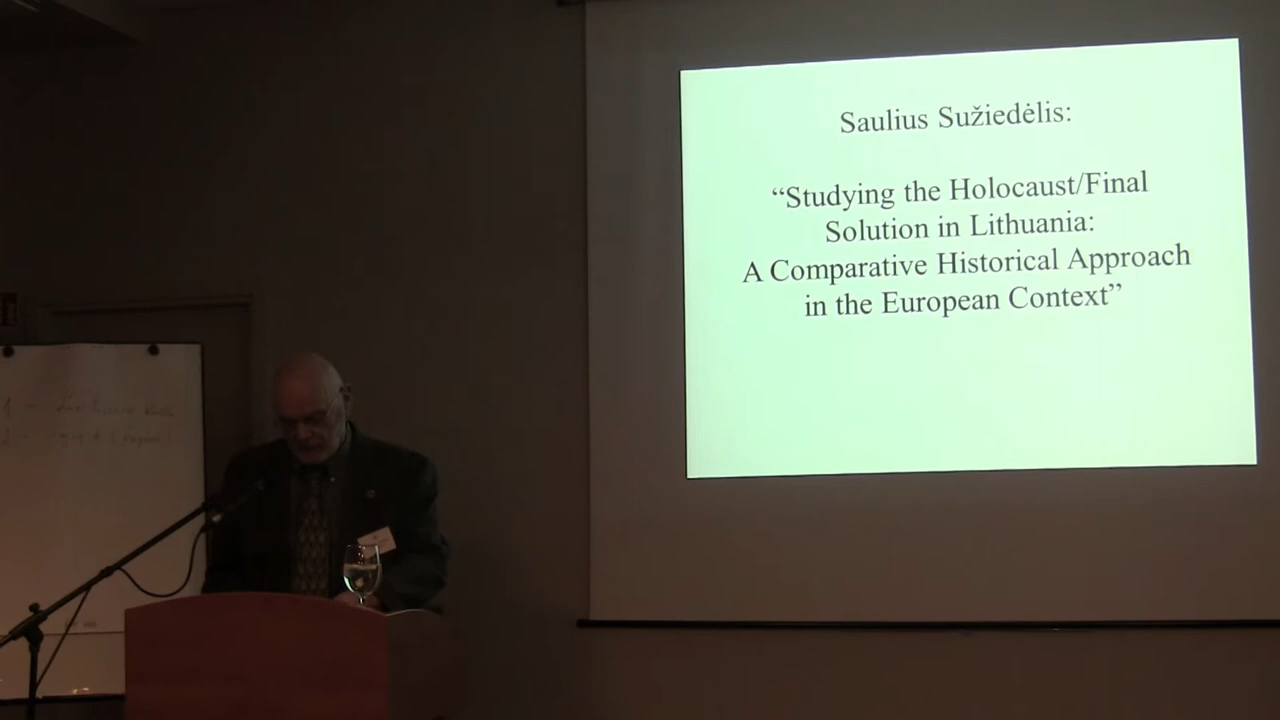 Saulius Sužiedėlis:
“Studying the Holocaust/Final
Solution in Lithuania:
A Comparative Historical Approach
in the European Context”